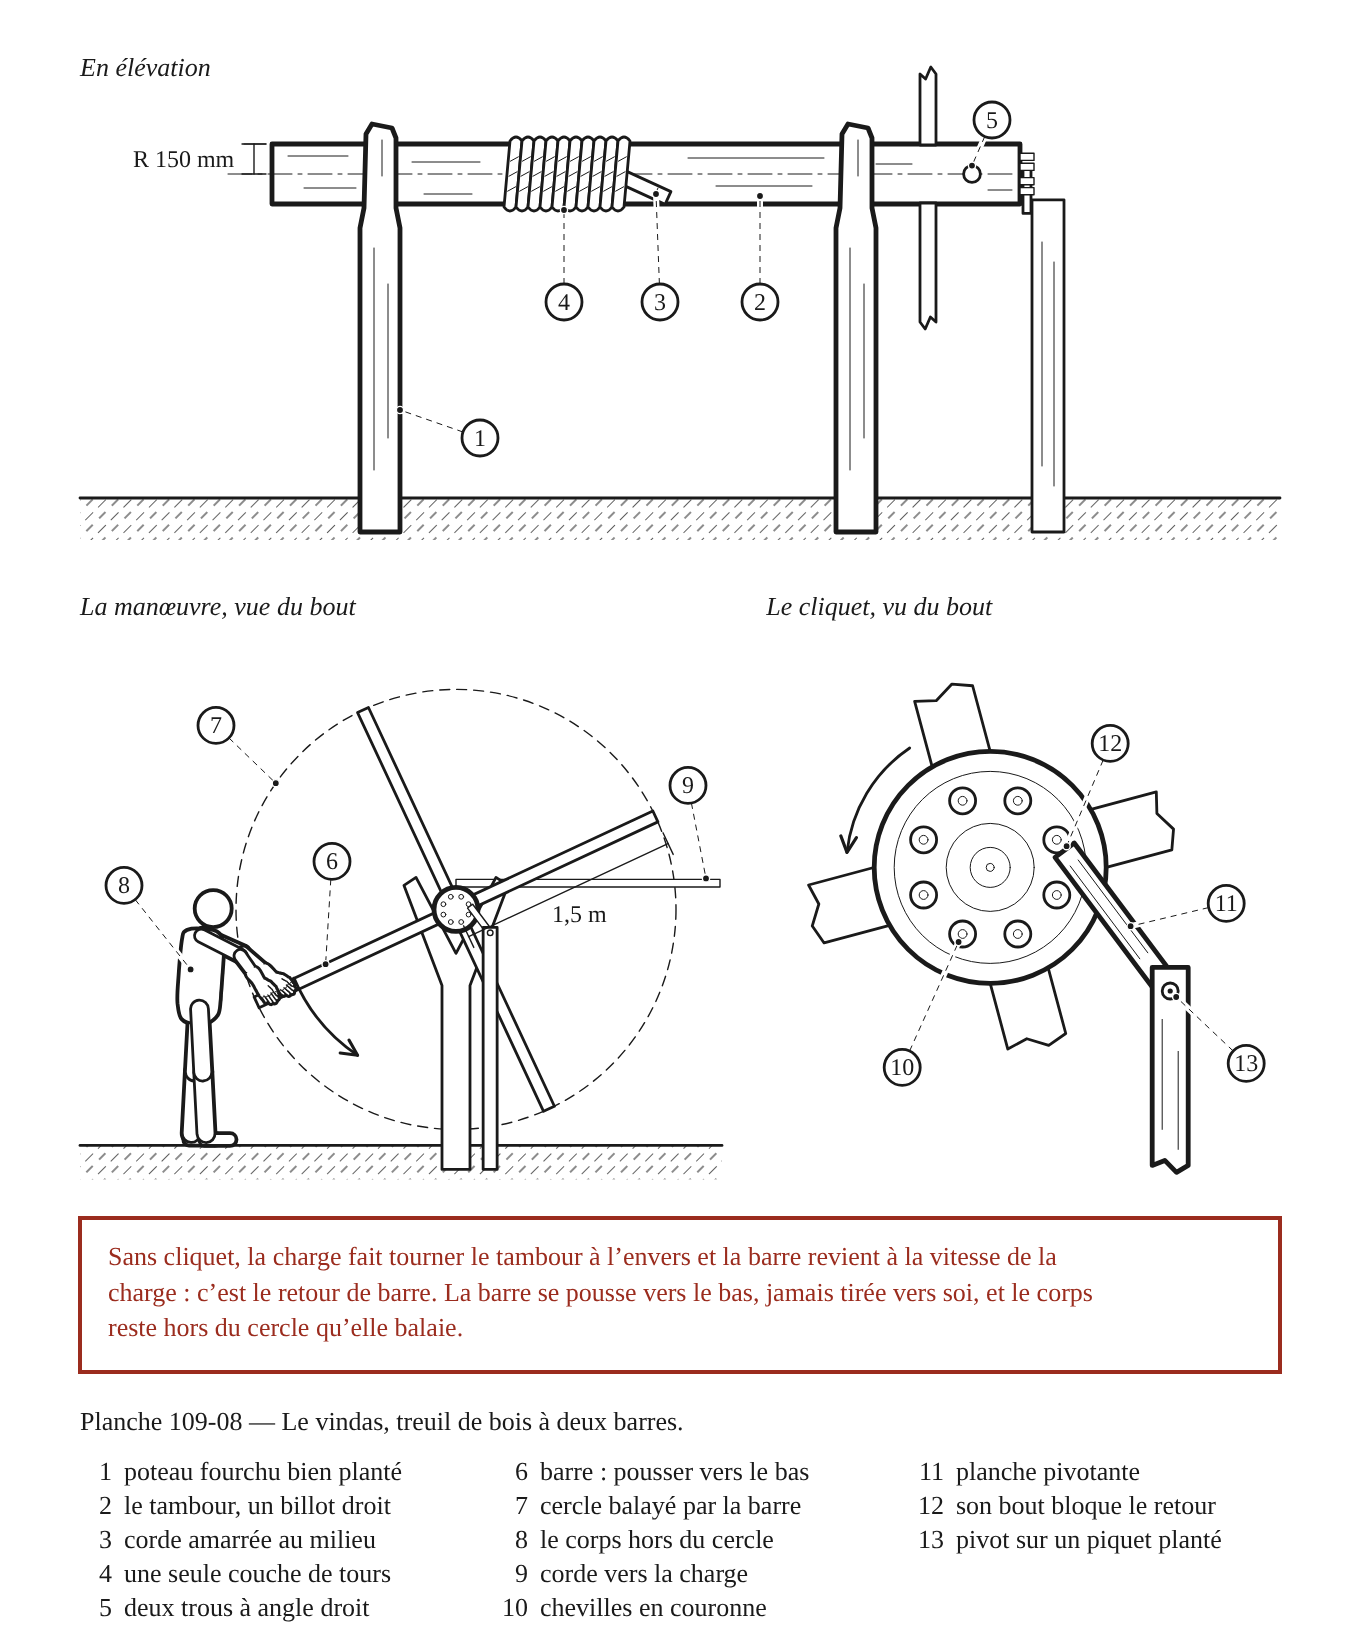 En élévation
R 150 mm
5
4
3
2
1
La manœuvre, vue du bout
Le cliquet, vu du bout
7
12
9
6
8
11
1,5 m
10
13
Sans cliquet, la charge fait tourner le tambour à l’envers et la barre revient à la vitesse de la
charge : c’est le retour de barre. La barre se pousse vers le bas, jamais tirée vers soi, et le corps
reste hors du cercle qu’elle balaie.
Planche 109-08 — Le vindas, treuil de bois à deux barres.
1 poteau fourchu bien planté
2 le tambour, un billot droit
3 corde amarrée au milieu
4 une seule couche de tours
5 deux trous à angle droit
6 barre : pousser vers le bas
7 cercle balayé par la barre
8 le corps hors du cercle
9 corde vers la charge
10 chevilles en couronne
11 planche pivotante
12 son bout bloque le retour
13 pivot sur un piquet planté